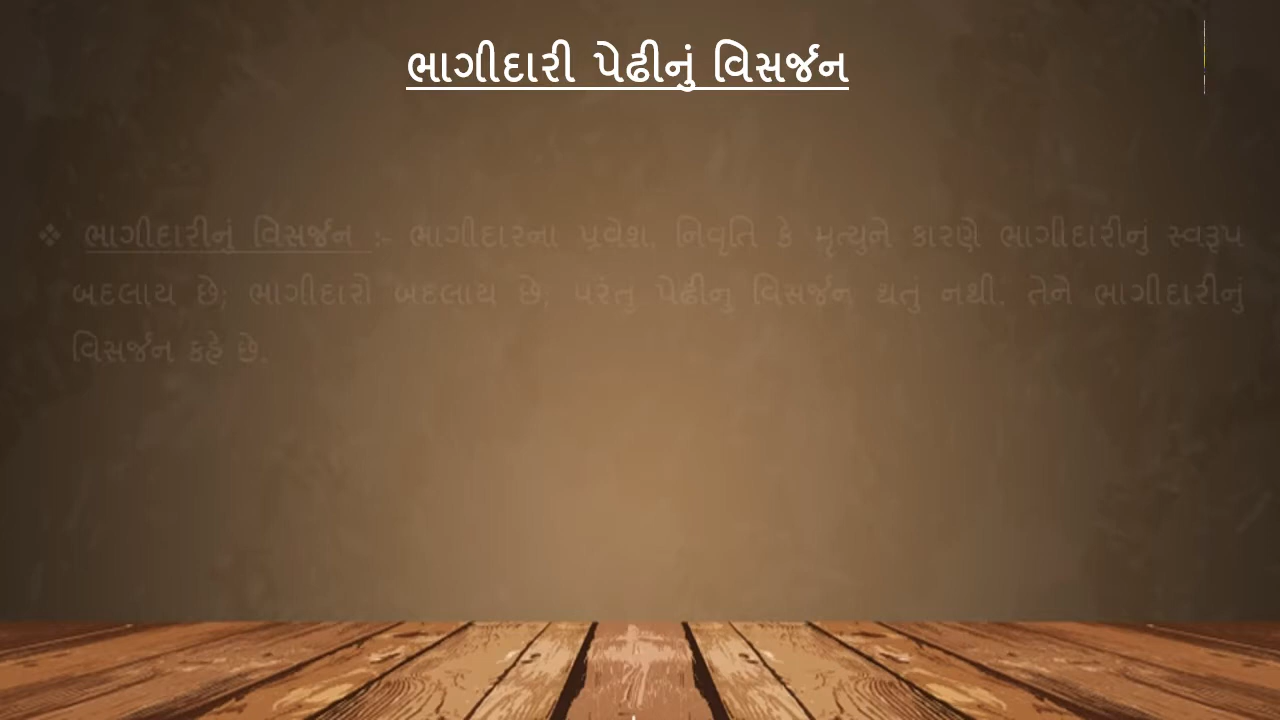 ભાગીદારી પેઢીનું વિસર્જન
❖ ભાગીદારીનું વિસર્જન :- ભાગીદારના પ્રવેશ, નિવૃતિ કે મૃત્યુને કારણે ભાગીદારીનું સ્વરૂપ
બદલાય છે; ભાગીદારો બદલાય છે, પરંતુ પેઢીનુ વિસર્જન થતું નથી. તેને ભાગીદારીનું
વિસર્જન કહે છે.